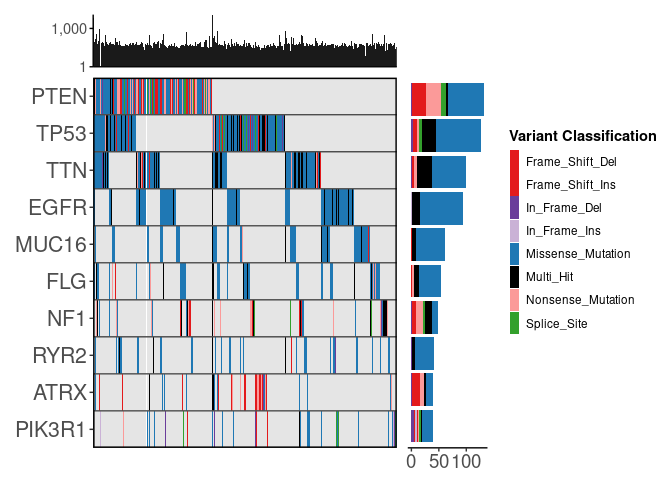 1,000
1
PTEN
TP53
TTN
EGFR
MUC16
FLG
NF1
RYR2
ATRX
PIK3R1
0 50 100
Variant Classification
Frame_Shift_Del
Frame_Shift_Ins
In_Frame_Del
In_Frame_Ins
Missense_Mutation
Multi_Hit
Nonsense_Mutation
Splice_Site